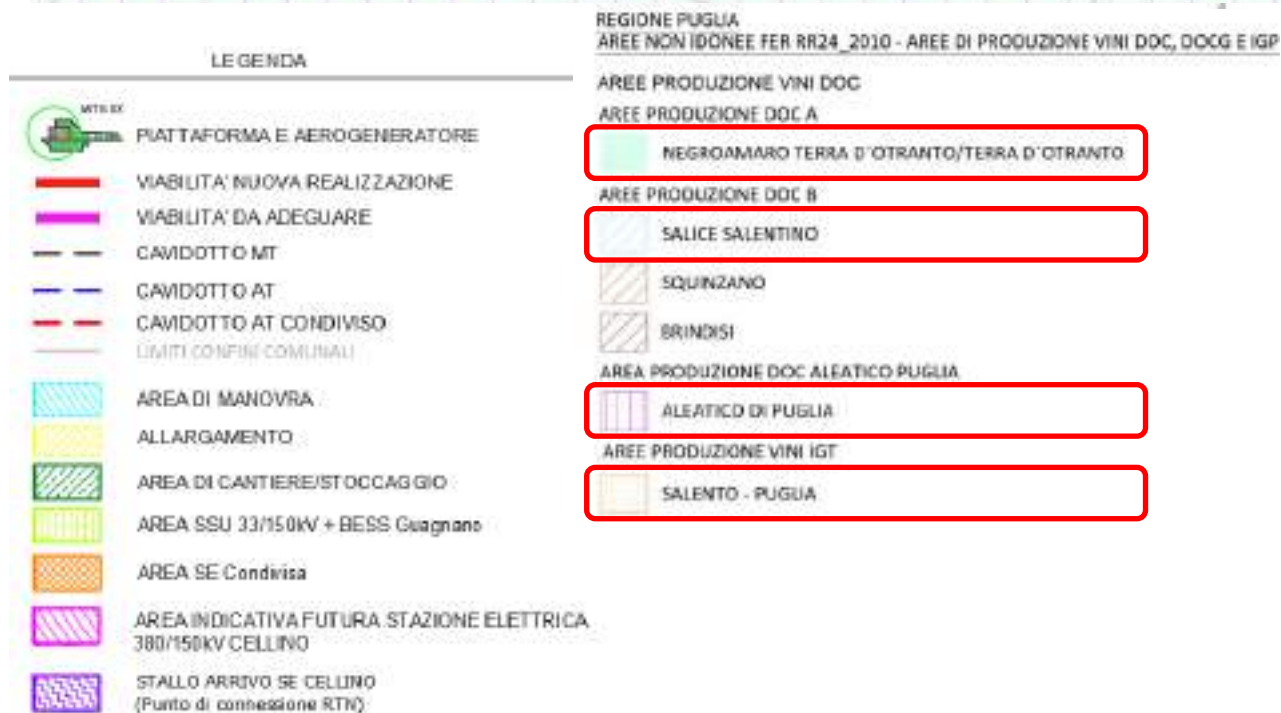 LEGENDA
MTS XX
PIATTAFORMA E AEROGENERATORE
VIABILITA' NUOVA REALIZZAZIONE
VIABILITA' DA ADEGUARE
CAVIDOTTO MT
CAVIDOTTO AT
CAVIDOTTO AT CONDIVISO
LIMITI CONFINI COMUNALI
AREA DI MANOVRA
ALLARGAMENTO
AREA DI CANTIERE/STOCCAGGIO
AREA SSU 33/150kV + BESS Guagnano
AREA SE Condivisa
AREA INDICATIVA FUTURA STAZIONE ELETTRICA
380/150kV CELLINO
STALLO ARRIVO SE CELLINO
(Punto di connessione RTN)
REGIONE PUGLIA
AREE NON IDONEE FER RR24_2010 - AREE DI PRODUZIONE VINI DOC, DOCG E IGP
AREE PRODUZIONE VINI DOC
AREE PRODUZIONE DOC A
NEGROAMARO TERRA D'OTRANTO/TERRA D'OTRANTO
AREE PRODUZIONE DOC B
SALICE SALENTINO
SQUINZANO
BRINDISI
AREA PRODUZIONE DOC ALEATICO PUGLIA
ALEATICO DI PUGLIA
AREE PRODUZIONE VINI IGT
SALENTO - PUGLIA